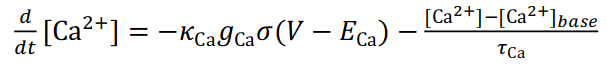 d/dt [Ca²⁺] = −κ_Ca g_Ca σ(V − E_Ca) − ([Ca²⁺]−[Ca²⁺]_base)/τ_Ca